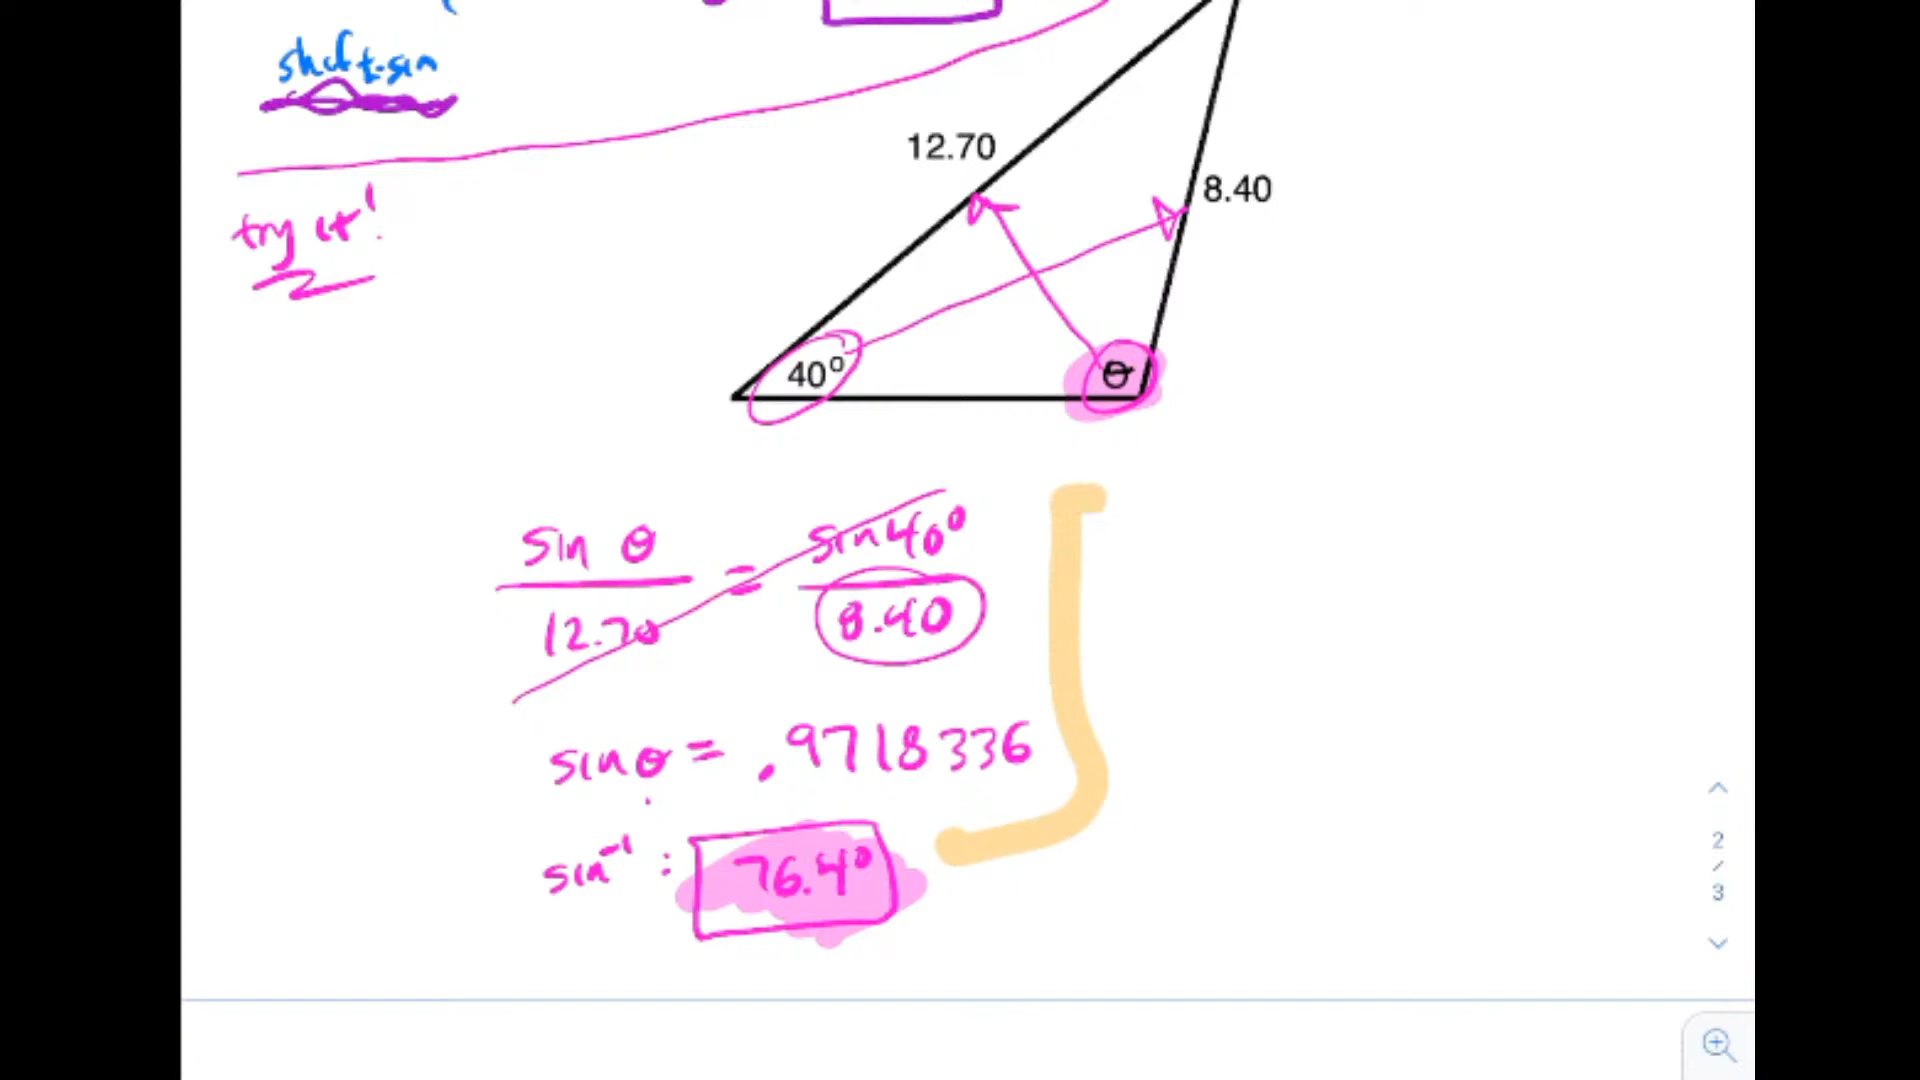 shift-sin
12.70
8.40
try it!
40°
θ
sin θ / 12.70 = sin 40° / 8.40
sin θ = .9718336
sin⁻¹ : 76.4°
2
/
3